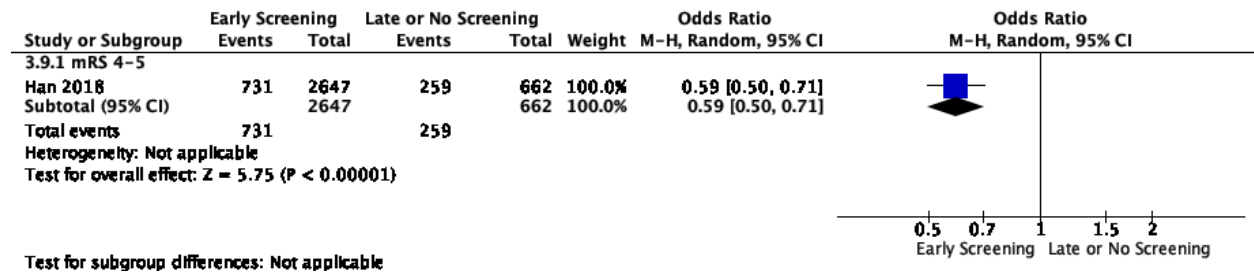 Early Screening Late or No Screening Odds Ratio Odds Ratio
Study or Subgroup Events Total Events Total Weight M-H, Random, 95% CI M-H, Random, 95% CI
3.9.1 mRS 4-5
Han 2018 731 2647 259 662 100.0% 0.59 [0.50, 0.71]
Subtotal (95% CI) 2647 662 100.0% 0.59 [0.50, 0.71]
Total events 731 259
Heterogeneity: Not applicable
Test for overall effect: Z = 5.75 (P < 0.00001)
0.5 0.7 1 1.5 2
Early Screening Late or No Screening
Test for subgroup differences: Not applicable